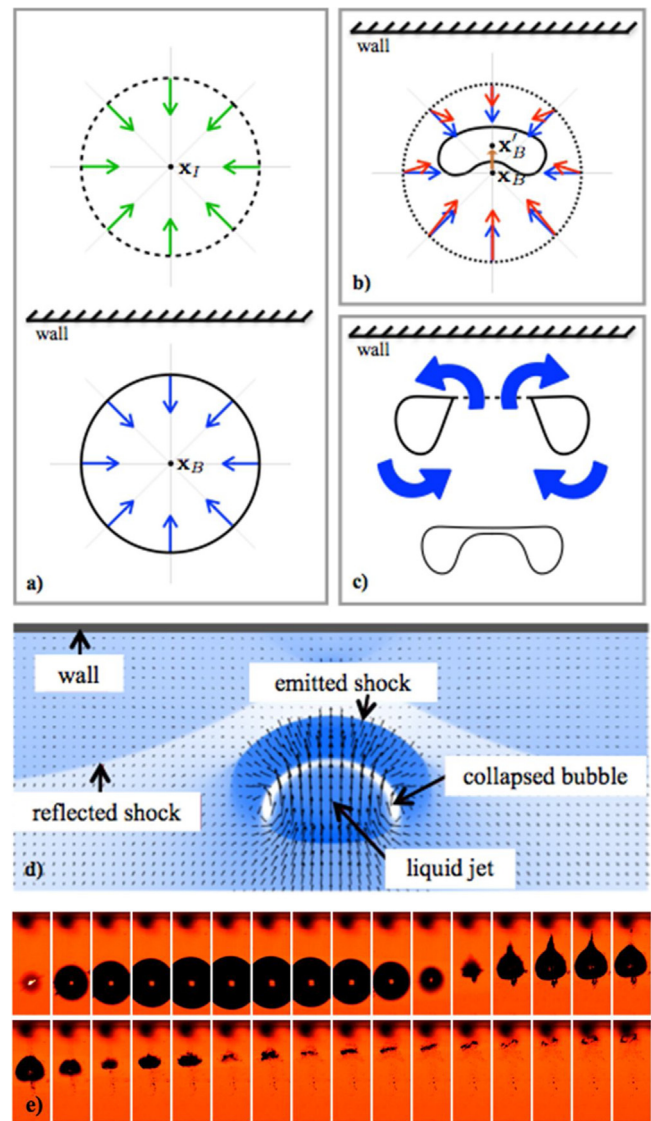 x_I
wall
x_B
a)
wall
x′_B
x_B
b)
wall
c)
wall
emitted shock
collapsed bubble
reflected shock
liquid jet
d)
e)